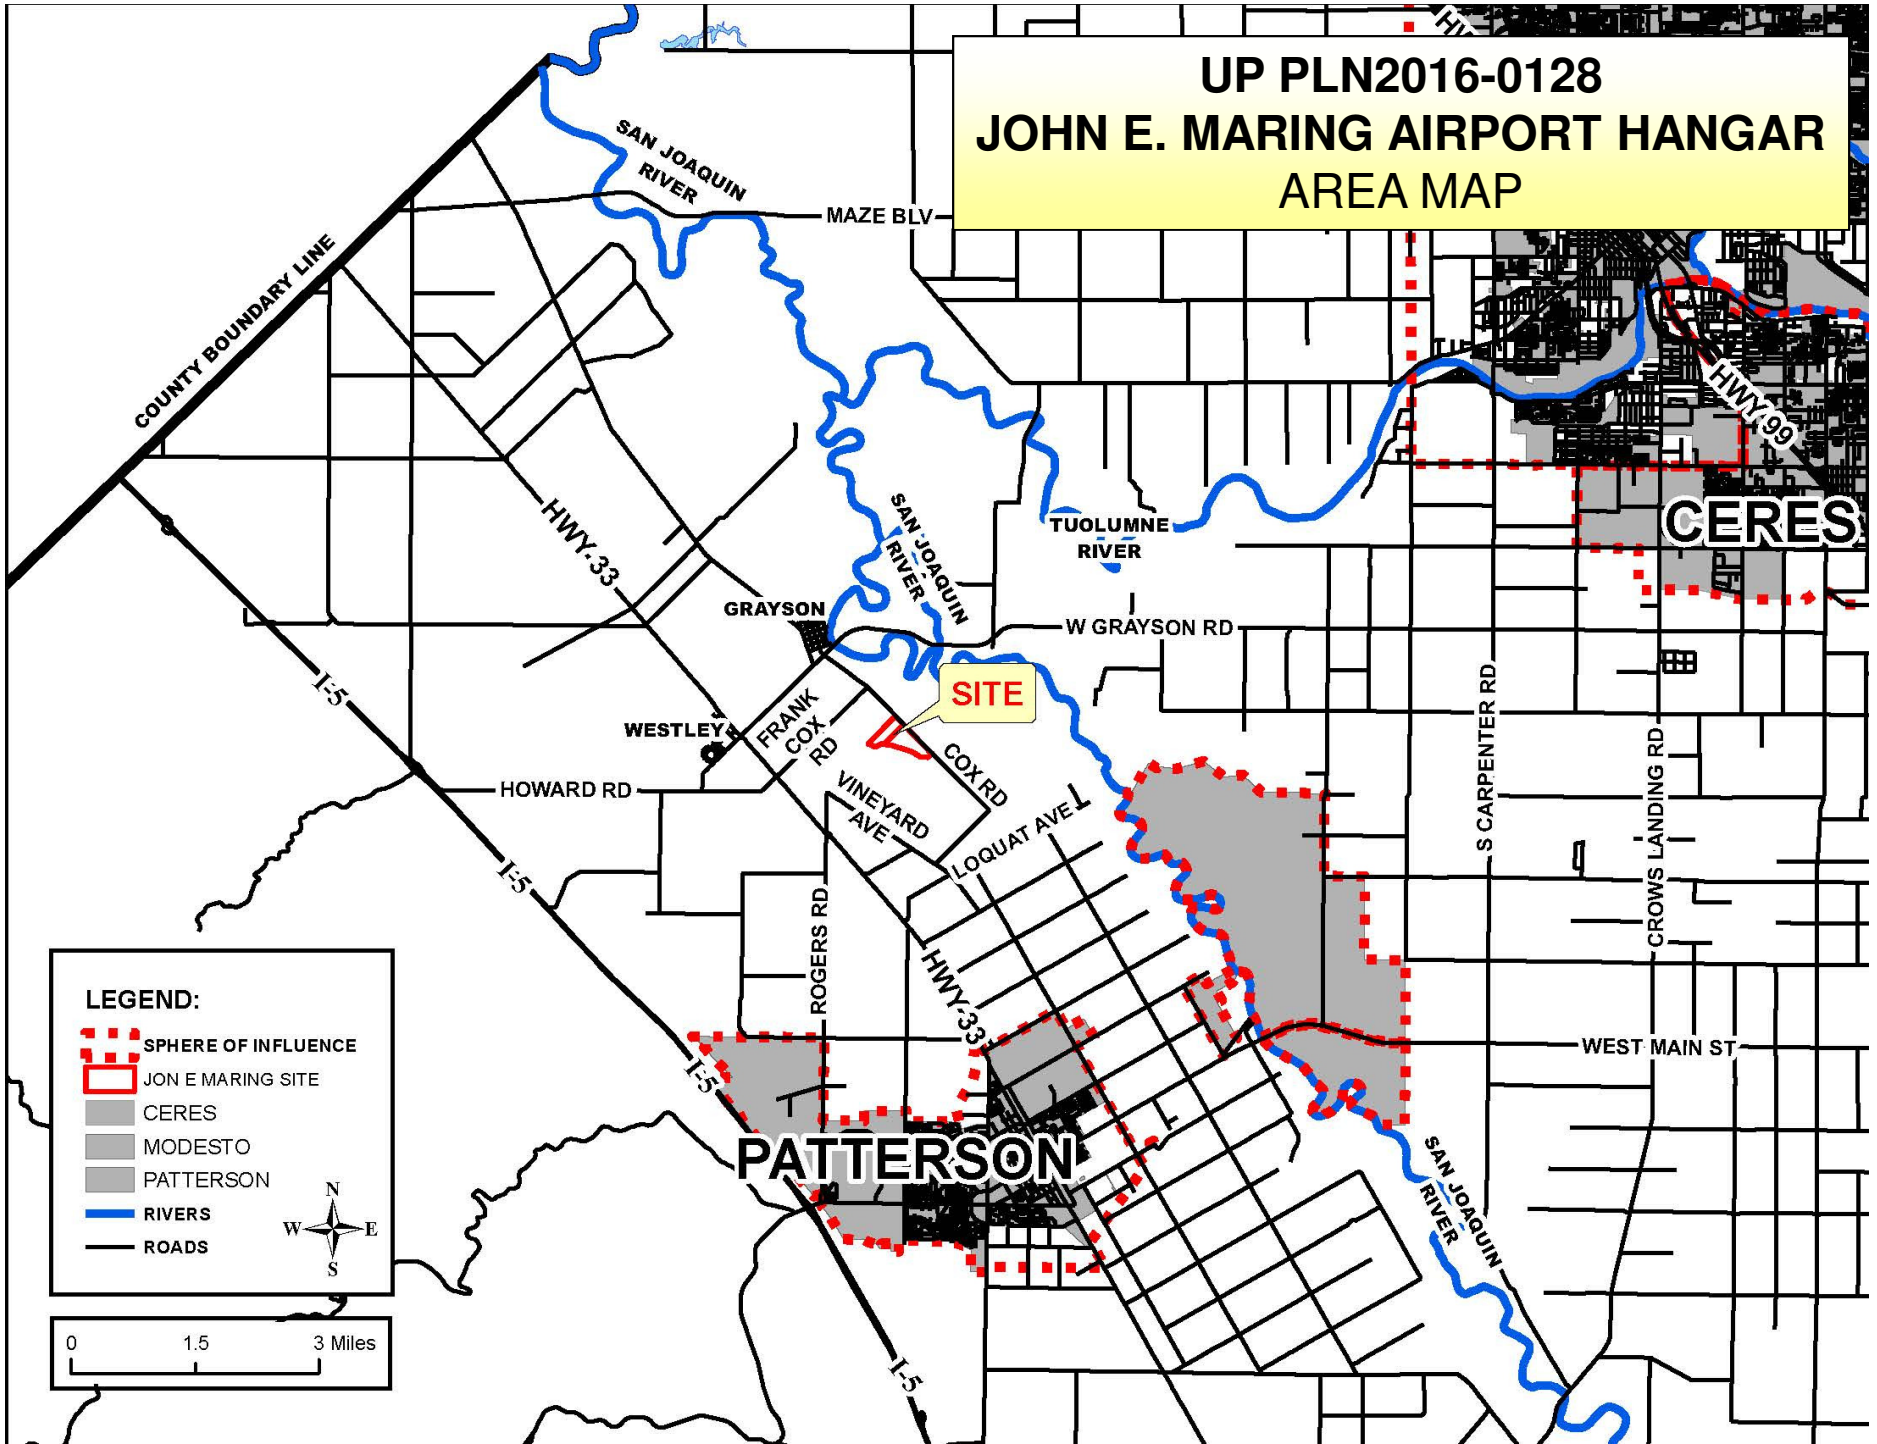 HW
UP PLN2016-0128
JOHN E. MARING AIRPORT HANGAR
AREA MAP
SAN JOAQUIN
RIVER
MAZE BLV
COUNTY BOUNDARY LINE
HWY 99
HWY-33
SAN JOAQUIN
RIVER
TUOLUMNE
RIVER
CERES
GRAYSON
W GRAYSON RD
I-5
SITE
WESTLEY
FRANK
COX
RD
COX RD
S CARPENTER RD
CROWS LANDING RD
HOWARD RD
VINEYARD
AVE
LOQUAT AVE
I-5
ROGERS RD
HWY-33
WEST MAIN ST
I-5
PATTERSON
SAN JOAQUIN
RIVER
I-5
LEGEND:
SPHERE OF INFLUENCE
JON E MARING SITE
CERES
MODESTO
PATTERSON
RIVERS
ROADS
N
W E
S
0 1.5 3 Miles